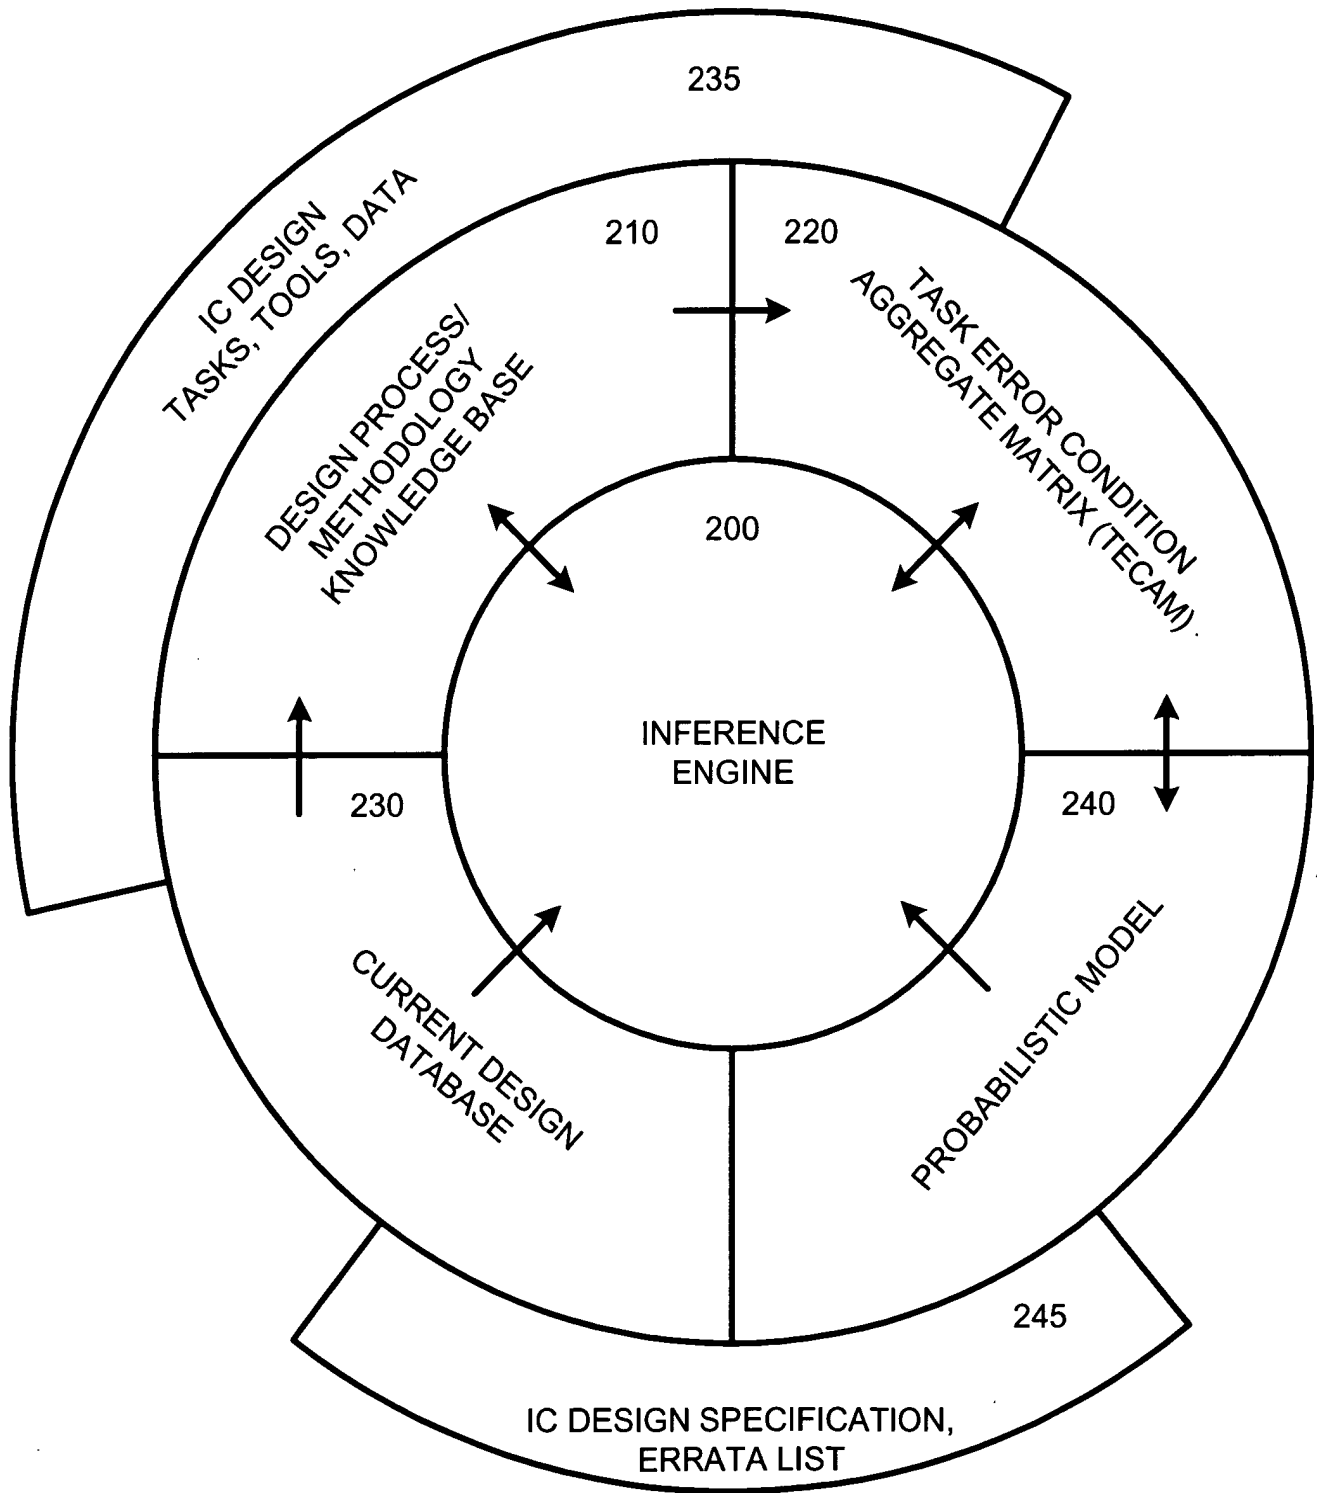 235
IC DESIGN
TASKS, TOOLS, DATA
210
220
DESIGN PROCESS/
METHODOLOGY
KNOWLEDGE BASE
TASK ERROR CONDITION
AGGREGATE MATRIX (TECAM)
200
INFERENCE
ENGINE
230
240
CURRENT DESIGN
DATABASE
PROBABILISTIC MODEL
245
IC DESIGN SPECIFICATION,
ERRATA LIST